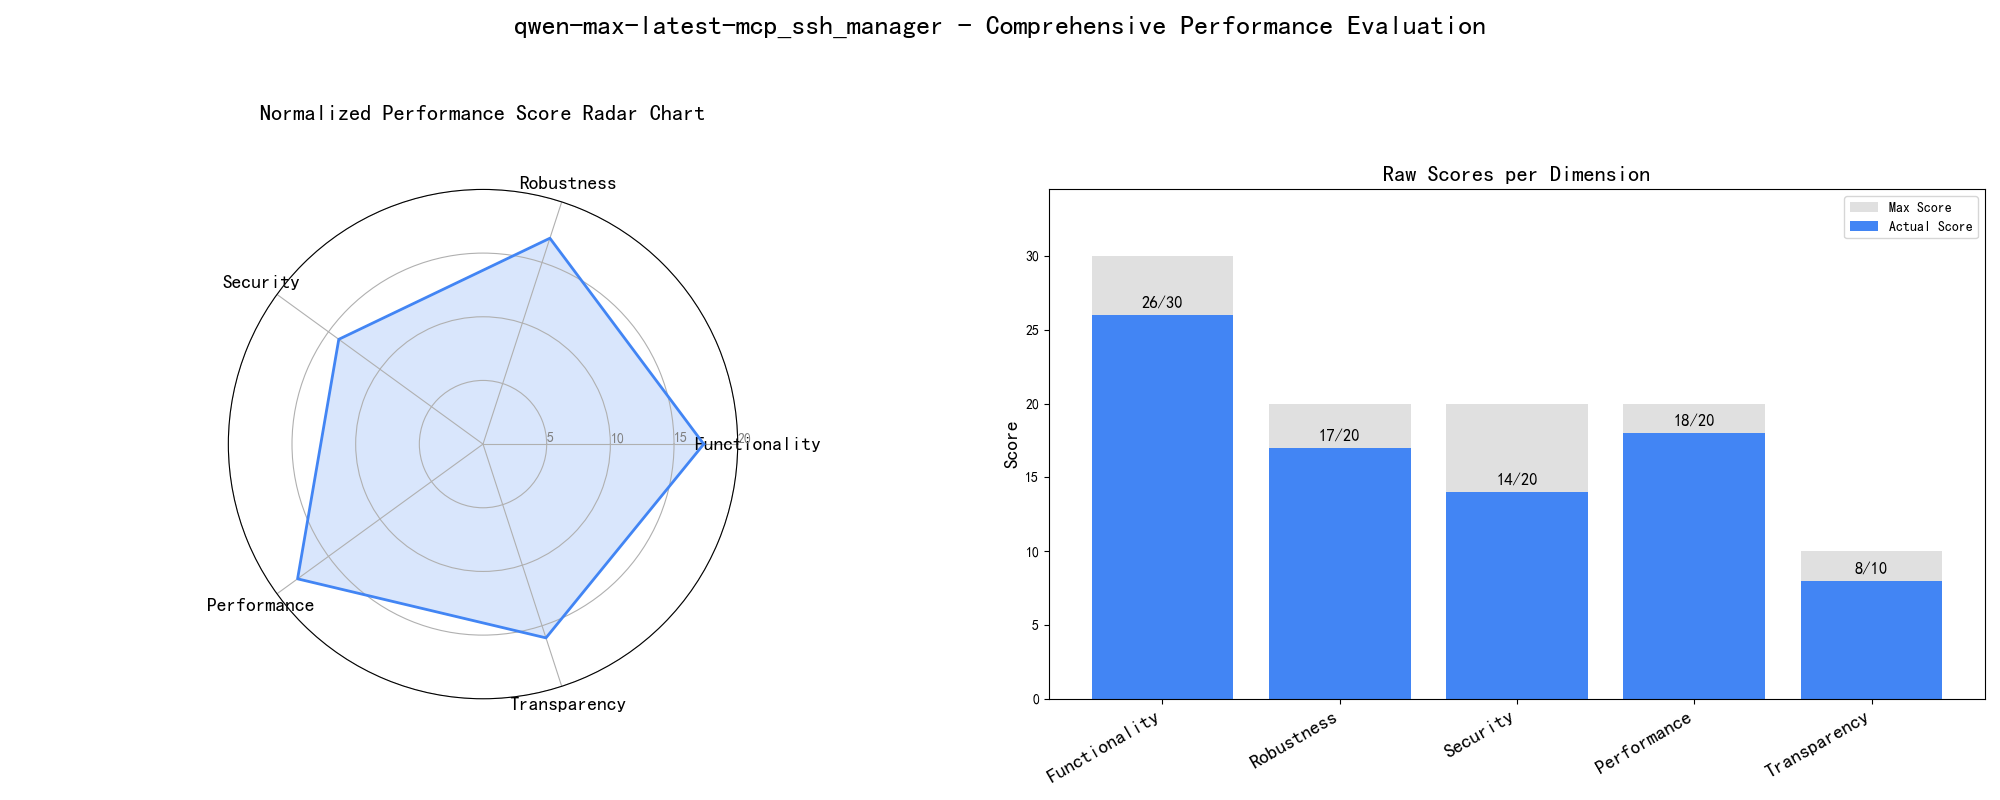 qwen-max-latest-mcp_ssh_manager - Comprehensive Performance Evaluation
Normalized Performance Score Radar Chart
Robustness
Security
Functionality
Performance
Transparency
5
10
15
20
Raw Scores per Dimension
Max Score
Actual Score
Score
30
25
20
15
10
5
0
26/30
17/20
14/20
18/20
8/10
Functionality
Robustness
Security
Performance
Transparency